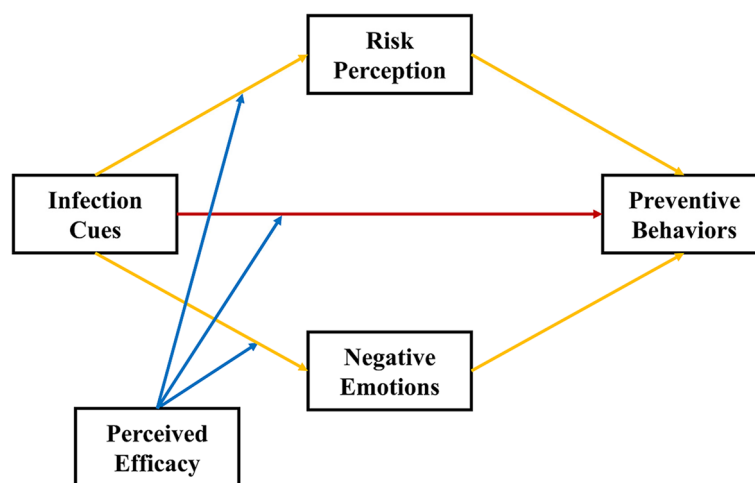 Risk
Perception
Infection
Cues
Preventive
Behaviors
Negative
Emotions
Perceived
Efficacy